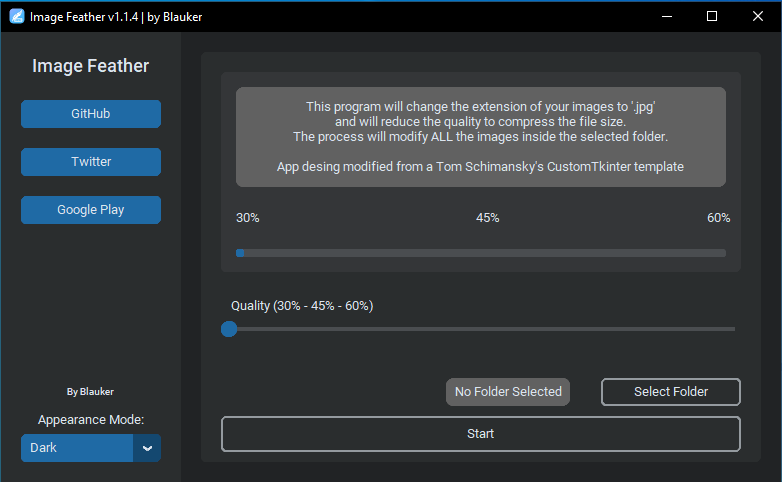 Image Feather v1.1.4 | by Blauker
Image Feather
GitHub
Twitter
Google Play
By Blauker
Appearance Mode:
Dark
This program will change the extension of your images to '.jpg'
and will reduce the quality to compress the file size.
The process will modify ALL the images inside the selected folder.
App desing modified from a Tom Schimansky's CustomTkinter template
30% 45% 60%
Quality (30% - 45% - 60%)
No Folder Selected
Select Folder
Start